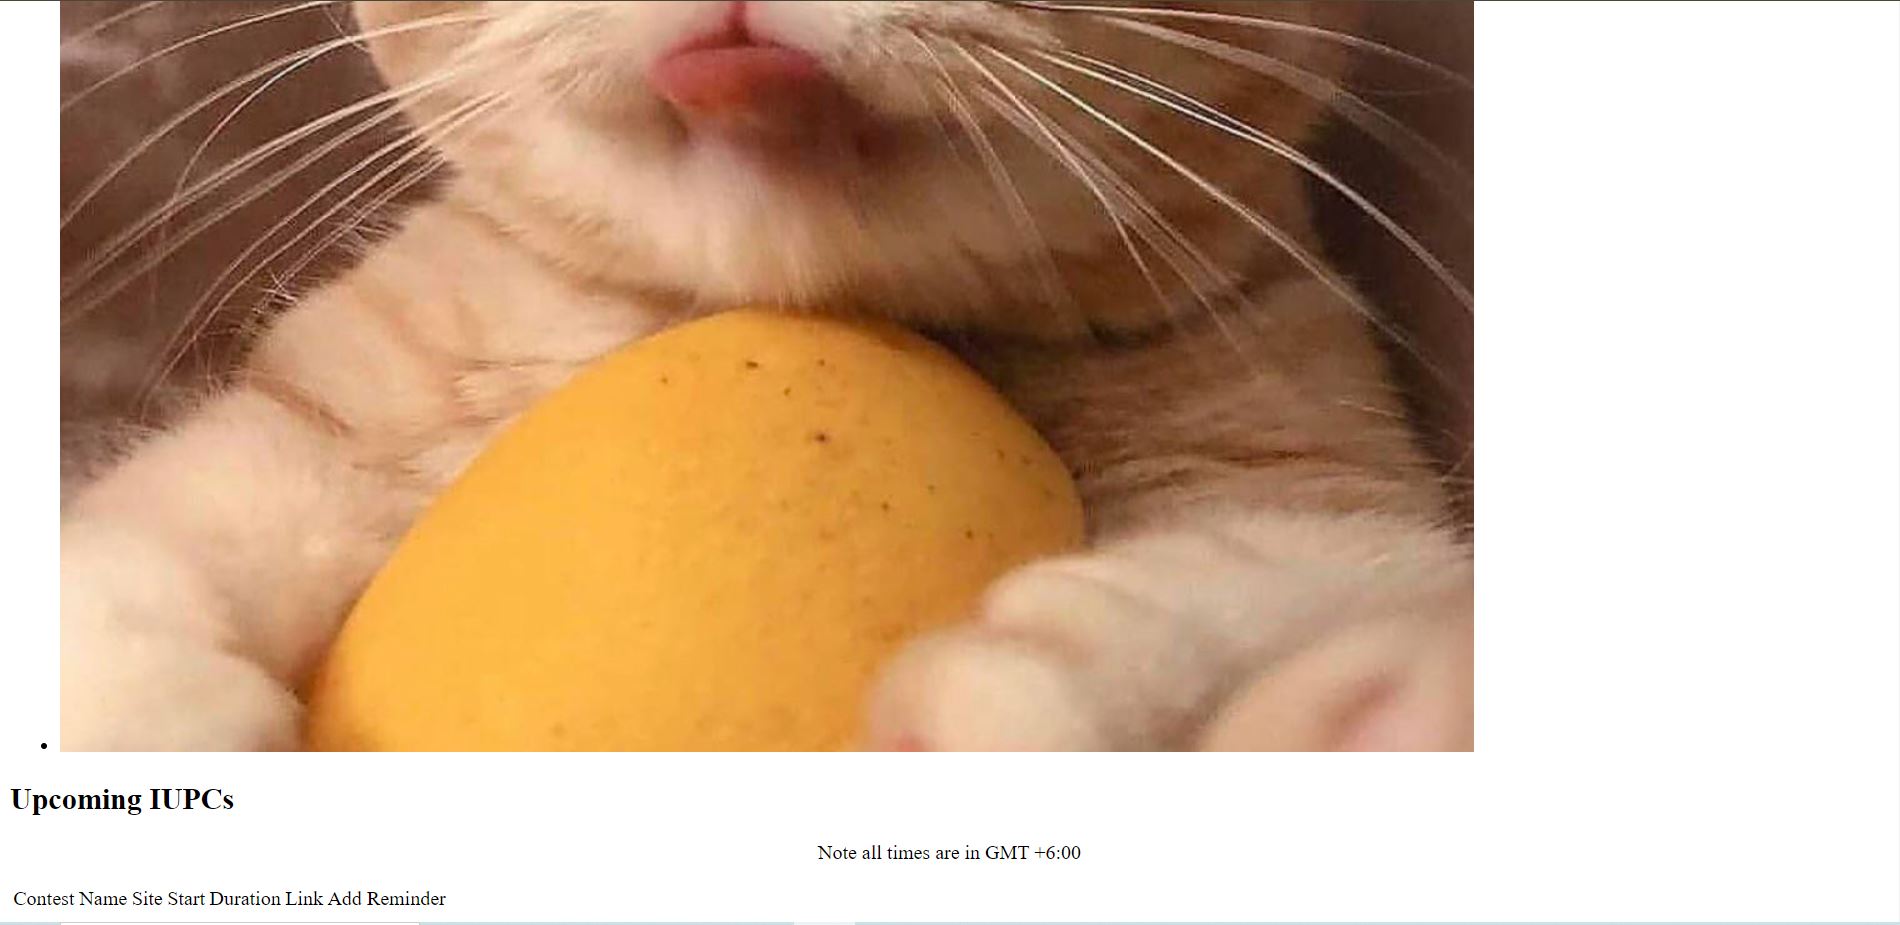 Upcoming IUPCs
Note all times are in GMT +6:00
Contest Name Site Start Duration Link Add Reminder